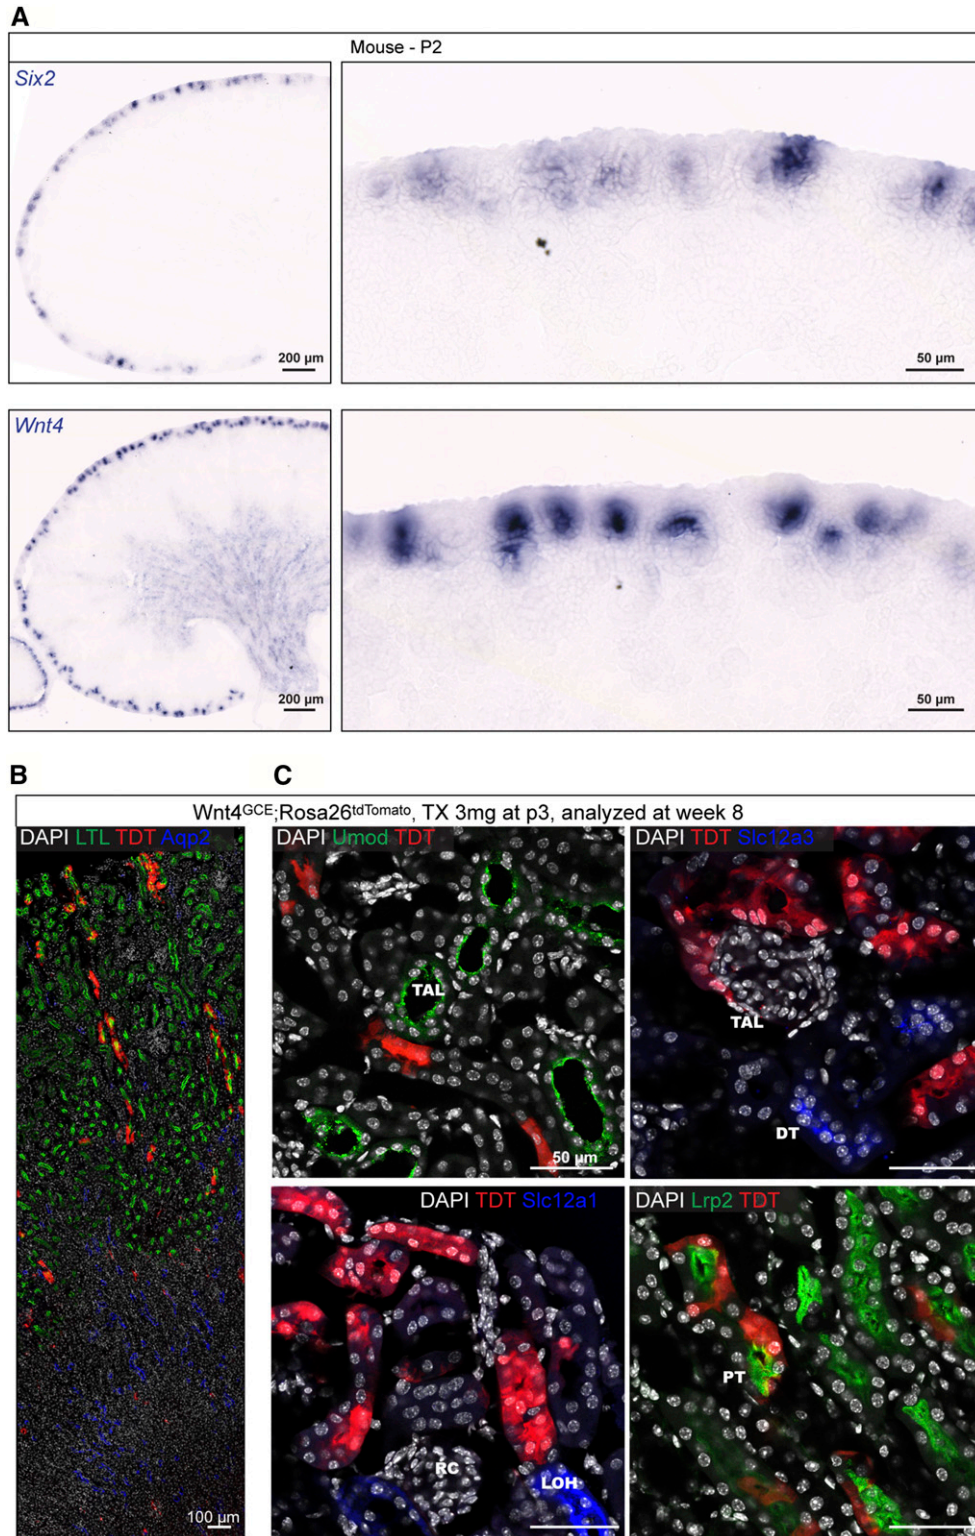 A
Mouse - P2
Six2
200 µm
50 µm
Wnt4
200 µm
50 µm
B
C
Wnt4GCE;Rosa26tdTomato, TX 3mg at p3, analyzed at week 8
DAPI LTL TDT Aqp2
100 µm
DAPI Umod TDT
TAL
50 µm
DAPI TDT Slc12a3
TAL
DT
DAPI TDT Slc12a1
RC
LOH
DAPI Lrp2 TDT
PT